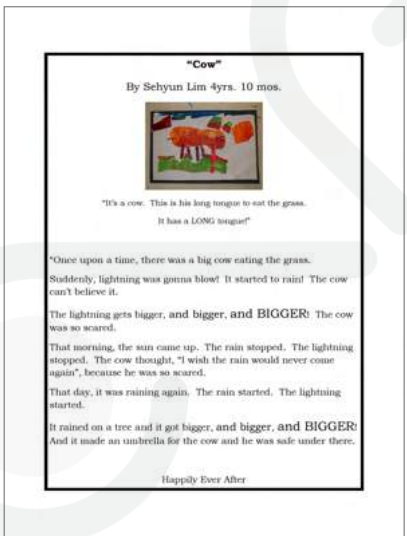 "Cow"
By Sehyun Lim 4yrs. 10 mos.
"It's a cow. This is his long tongue to eat the grass.
It has a LONG tongue!"
"Once upon a time, there was a big cow eating the grass.
Suddenly, lightning was gonna blow! It started to rain! The cow
can't believe it.
The lightning gets bigger, and bigger, and BIGGER! The cow
was so scared.
That morning, the sun came up. The rain stopped. The lightning
stopped. The cow thought, "I wish the rain would never come
again", because he was so scared.
That day, it was raining again. The rain started. The lightning
started.
It rained on a tree and it got bigger, and bigger, and BIGGER!
And it made an umbrella for the cow and he was safe under there.
Happily Ever After